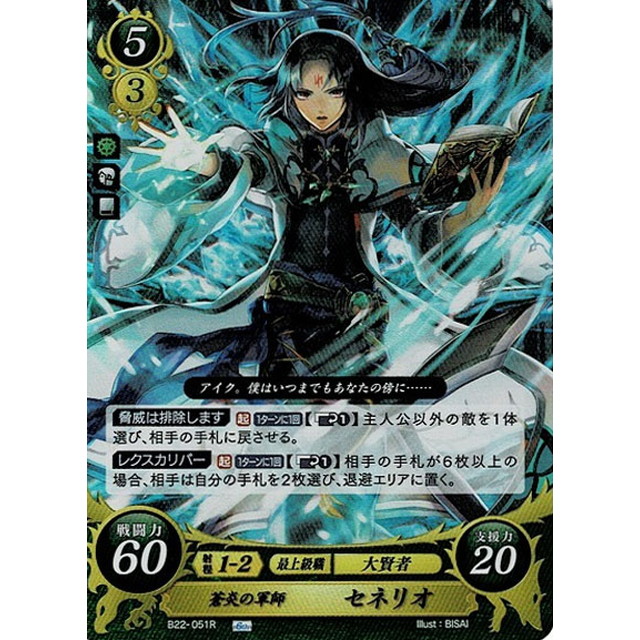 5
3
アイク。僕はいつまでもあなたの傍に……
脅威は排除します 起 1ターンに1回 【1】主人公以外の敵を1体
選び、相手の手札に戻させる。
レクスカリバー 起 1ターンに1回 【1】相手の手札が6枚以上の
場合、相手は自分の手札を2枚選び、退避エリアに置く。
戦闘力
60
射程 1-2 最上級職 大賢者
支援力
20
蒼炎の軍師 セネリオ
B22-051R
Illust : BISAI